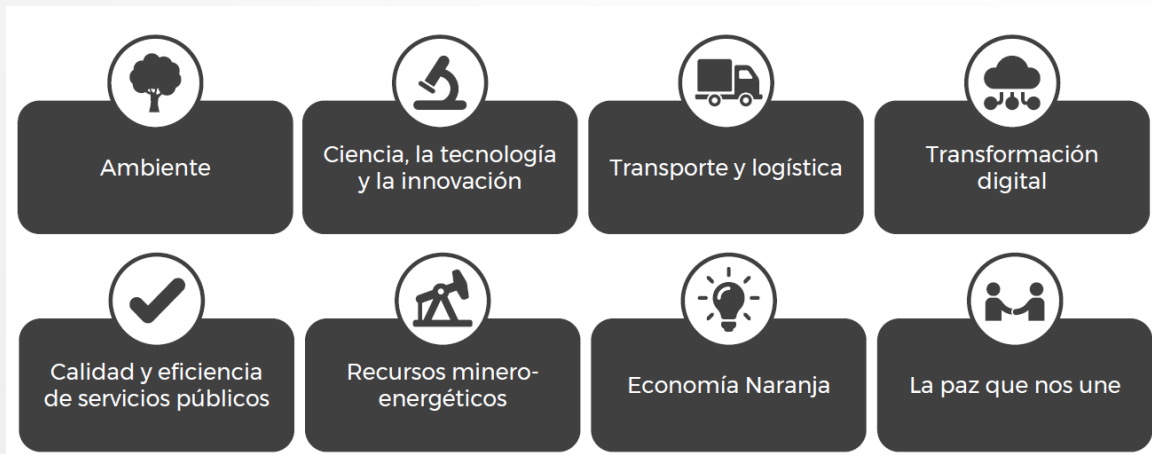 Ambiente
Ciencia, la tecnología
y la innovación
Transporte y logística
Transformación
digital
Calidad y eficiencia
de servicios públicos
Recursos minero-
energéticos
Economía Naranja
La paz que nos une